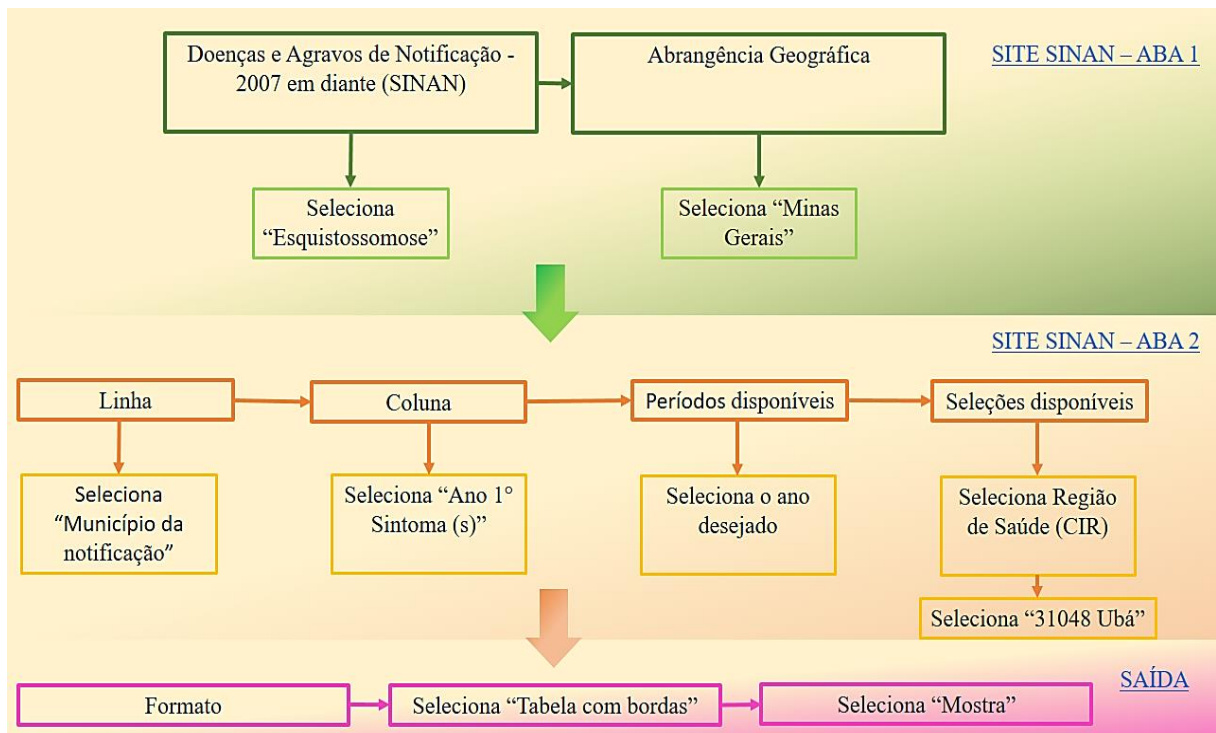 SITE SINAN – ABA 1
Doenças e Agravos de Notificação -
2007 em diante (SINAN)
Abrangência Geográfica
Seleciona
“Esquistossomose”
Seleciona “Minas
Gerais”
SITE SINAN – ABA 2
Linha
Coluna
Períodos disponíveis
Seleções disponíveis
Seleciona
“Município da
notificação”
Seleciona “Ano 1°
Sintoma (s)”
Seleciona o ano
desejado
Seleciona Região
de Saúde (CIR)
Seleciona “31048 Ubá”
SAÍDA
Formato
Seleciona “Tabela com bordas”
Seleciona “Mostra”